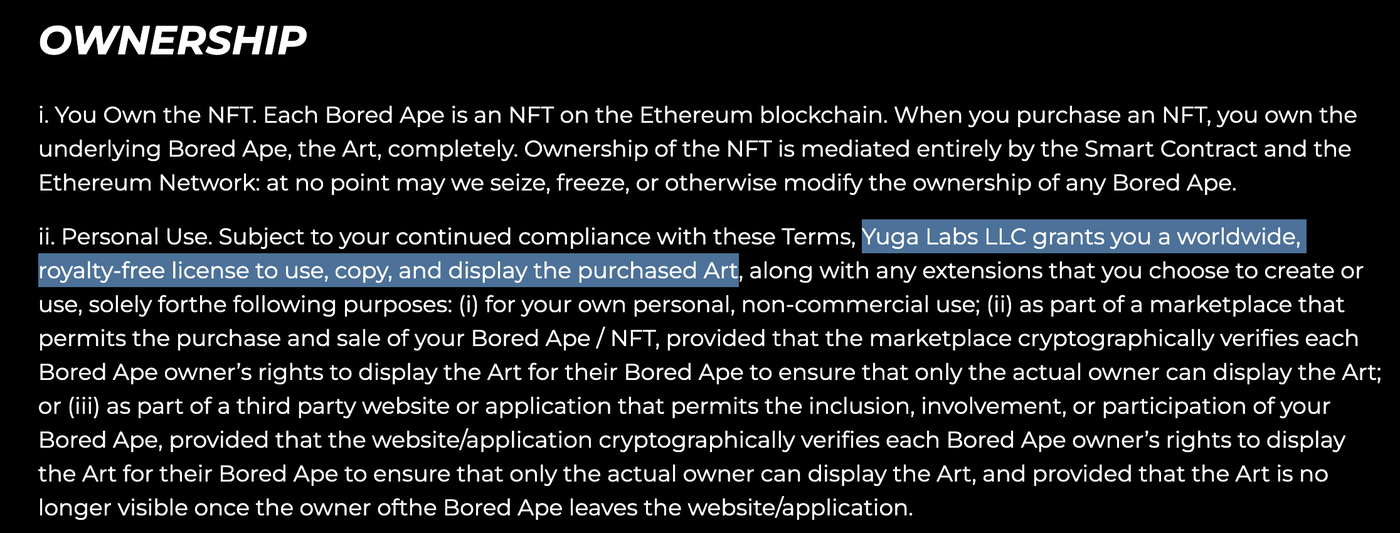 OWNERSHIP
i. You Own the NFT. Each Bored Ape is an NFT on the Ethereum blockchain. When you purchase an NFT, you own the
underlying Bored Ape, the Art, completely. Ownership of the NFT is mediated entirely by the Smart Contract and the
Ethereum Network: at no point may we seize, freeze, or otherwise modify the ownership of any Bored Ape.
ii. Personal Use. Subject to your continued compliance with these Terms, Yuga Labs LLC grants you a worldwide,
royalty-free license to use, copy, and display the purchased Art, along with any extensions that you choose to create or
use, solely forthe following purposes: (i) for your own personal, non-commercial use; (ii) as part of a marketplace that
permits the purchase and sale of your Bored Ape / NFT, provided that the marketplace cryptographically verifies each
Bored Ape owner’s rights to display the Art for their Bored Ape to ensure that only the actual owner can display the Art;
or (iii) as part of a third party website or application that permits the inclusion, involvement, or participation of your
Bored Ape, provided that the website/application cryptographically verifies each Bored Ape owner’s rights to display
the Art for their Bored Ape to ensure that only the actual owner can display the Art, and provided that the Art is no
longer visible once the owner ofthe Bored Ape leaves the website/application.